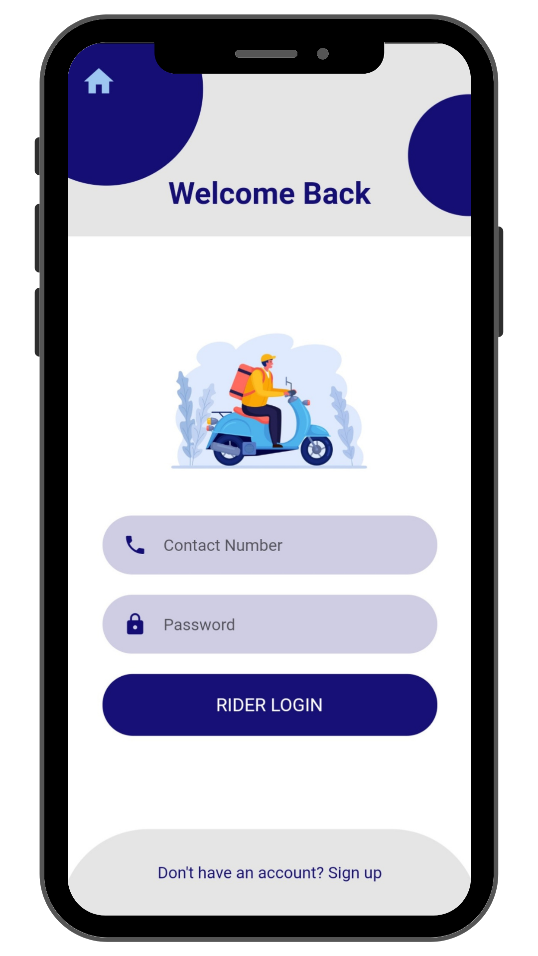 Welcome Back
Contact Number
Password
RIDER LOGIN
Don't have an account? Sign up